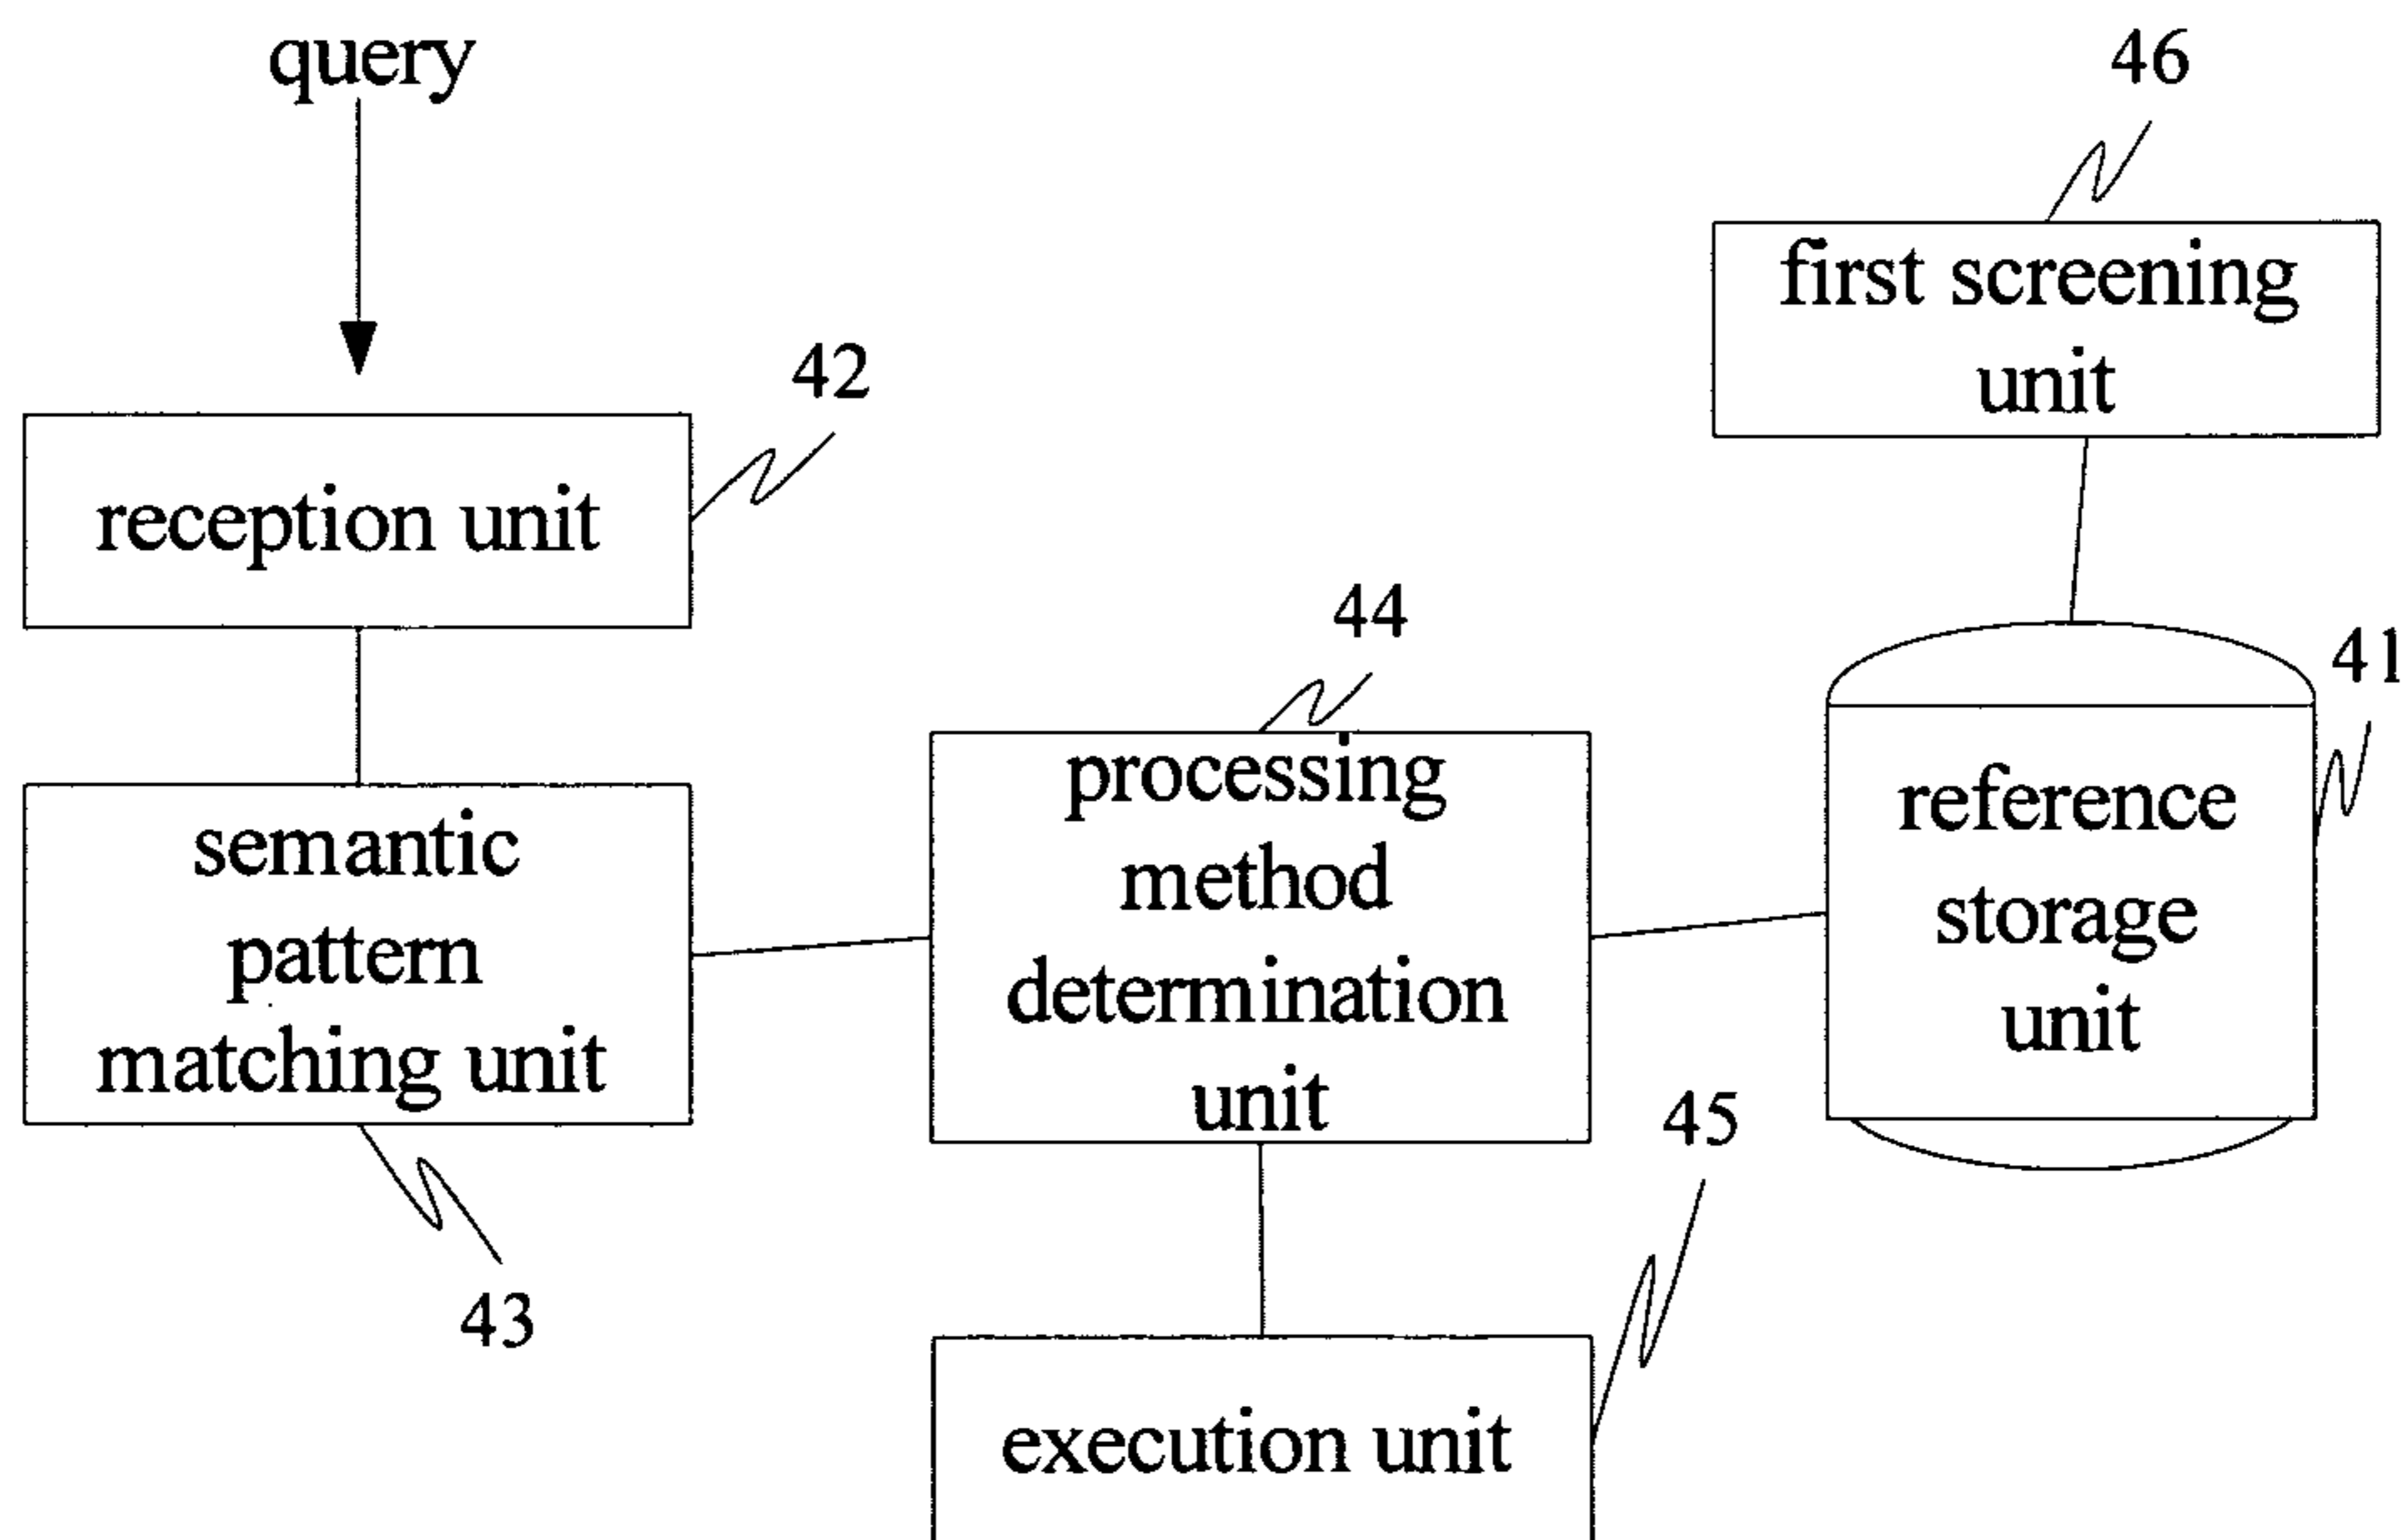 query
46
first screening
unit
42
reception unit
44
41
processing
method
determination
unit
reference
storage
unit
semantic
pattern
matching unit
45
43
execution unit